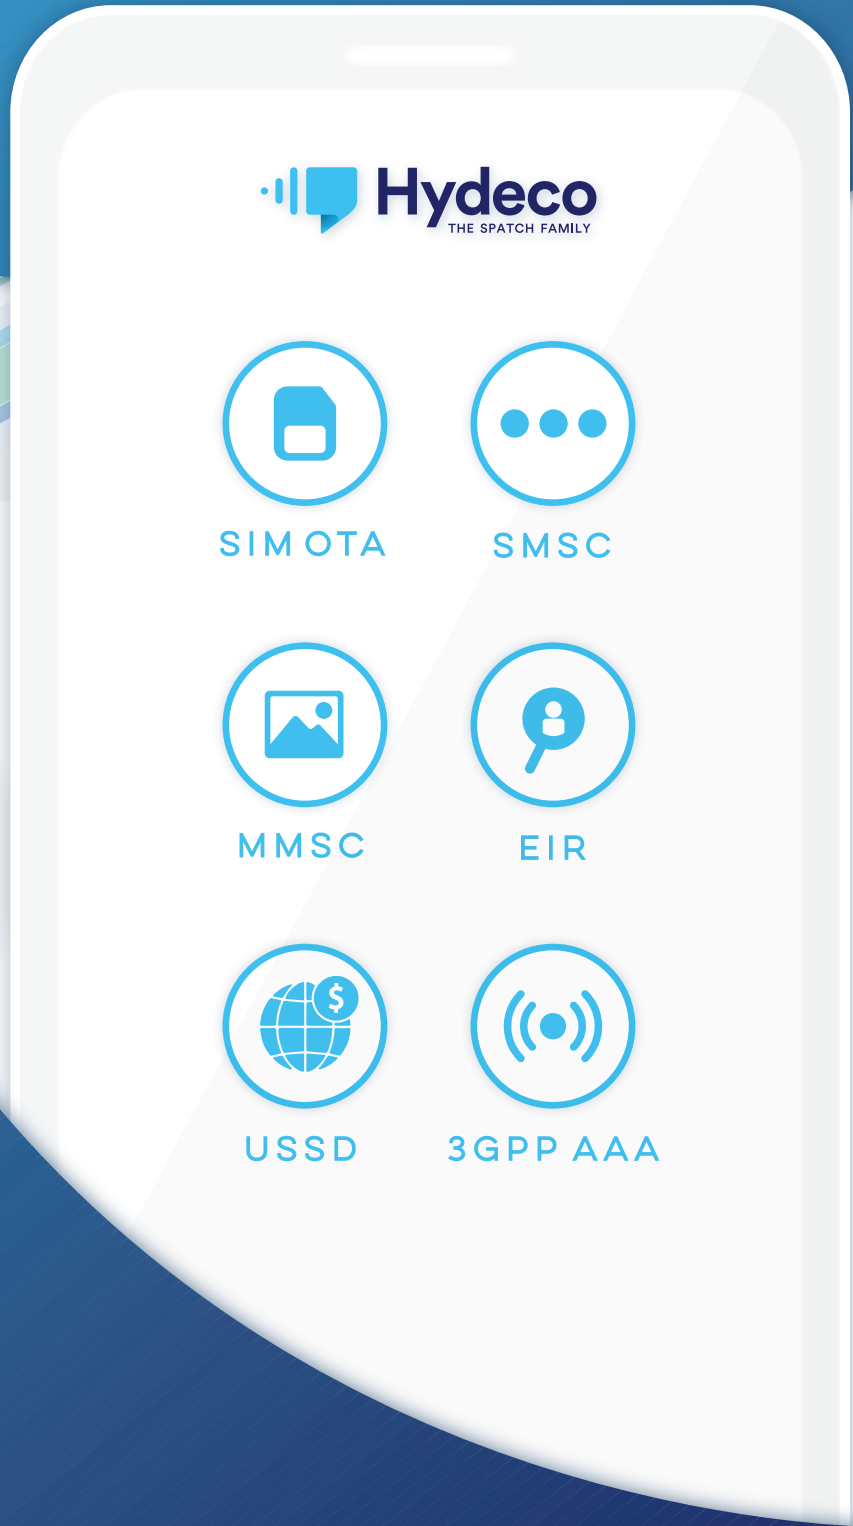 Hydeco
THE SPATCH FAMILY
SIM OTA
SMSC
MMSC
EIR
$
USSD
3GPP AAA